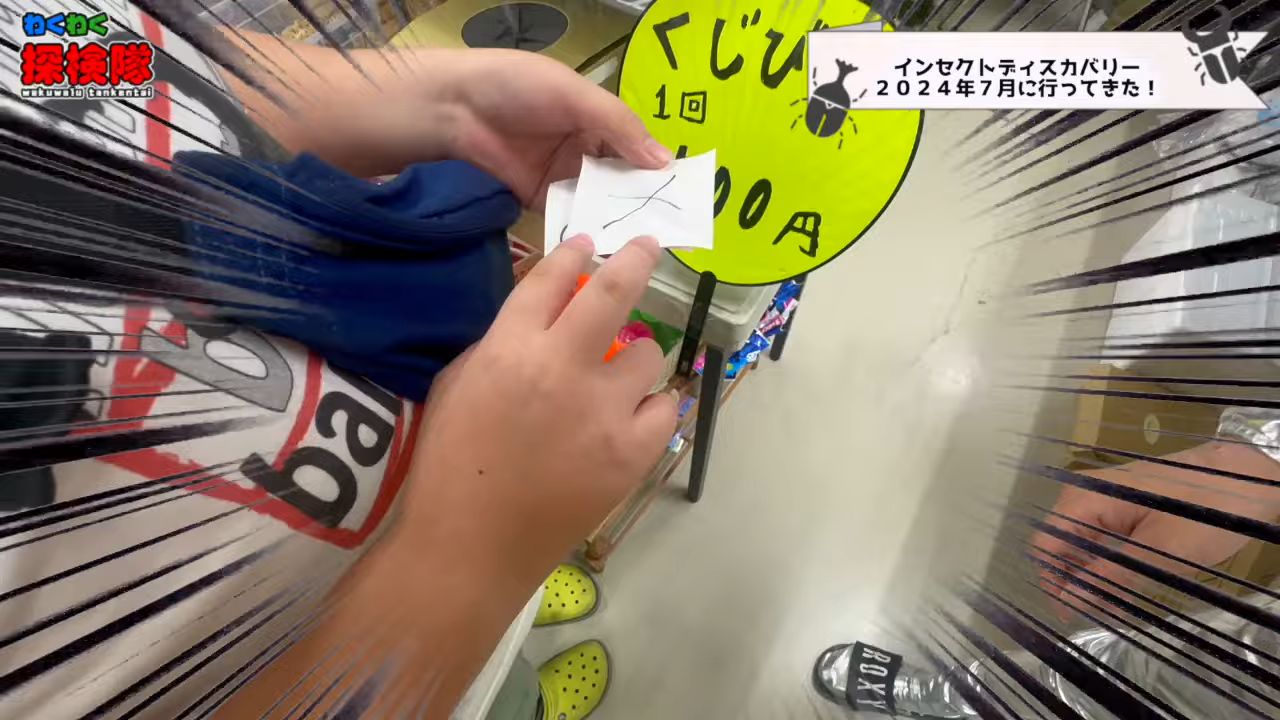 わくわく
探検隊
wakuwaku tankentai
インセクトディスカバリー
2024年7月に行ってきた!
くじび
1回
00円
ROXY